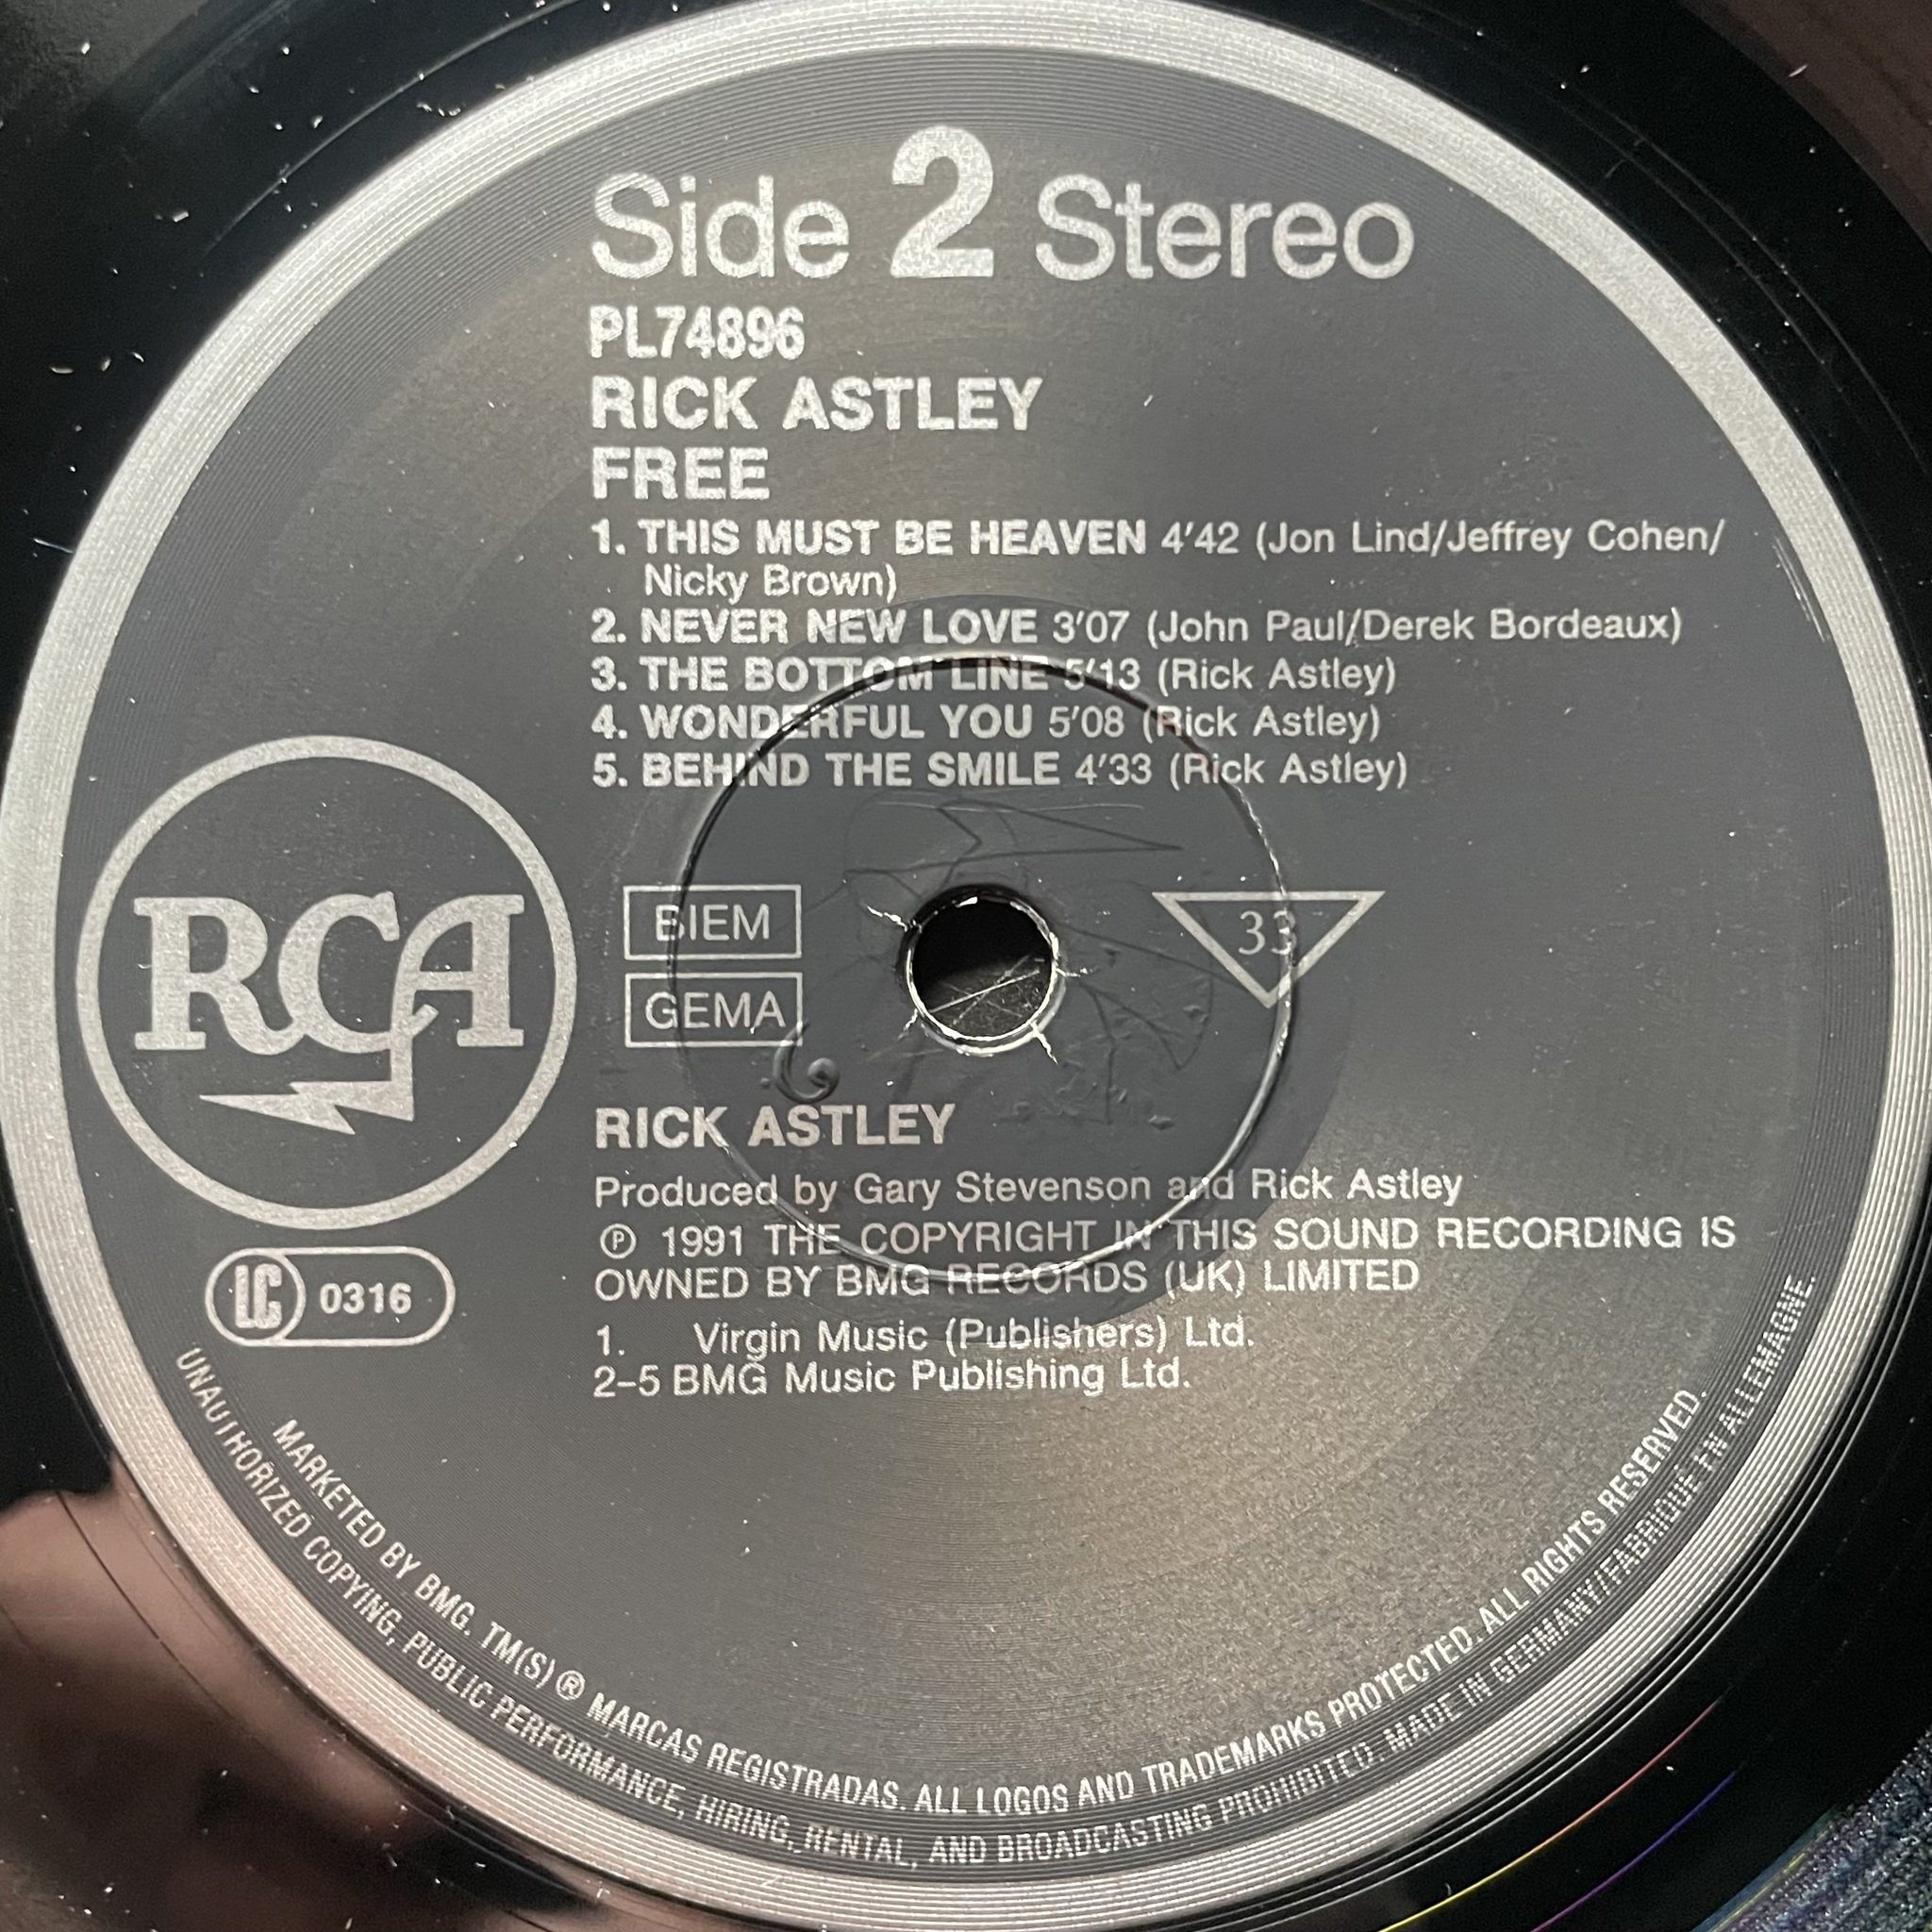 Side 2 Stereo
PL74896
RICK ASTLEY
FREE
1. THIS MUST BE HEAVEN 4'42 (Jon Lind/Jeffrey Cohen/
Nicky Brown)
2. NEVER NEW LOVE 3'07 (John Paul/Derek Bordeaux)
3. THE BOTTOM LINE 5'13 (Rick Astley)
4. WONDERFUL YOU 5'08 (Rick Astley)
5. BEHIND THE SMILE 4'33 (Rick Astley)
RCA
BIEM
GEMA
33
RICK ASTLEY
Produced by Gary Stevenson and Rick Astley
Ⓟ 1991 THE COPYRIGHT IN THIS SOUND RECORDING IS
OWNED BY BMG RECORDS (UK) LIMITED
LC 0316
1. Virgin Music (Publishers) Ltd.
2–5 BMG Music Publishing Ltd.
MARKETED BY BMG. TM(S) ® MARCAS REGISTRADAS. ALL LOGOS AND TRADEMARKS PROTECTED. ALL RIGHTS RESERVED.
UNAUTHORIZED COPYING, PUBLIC PERFORMANCE, HIRING, RENTAL, AND BROADCASTING PROHIBITED. MADE IN GERMANY/FABRIQUÉ EN ALLEMAGNE.